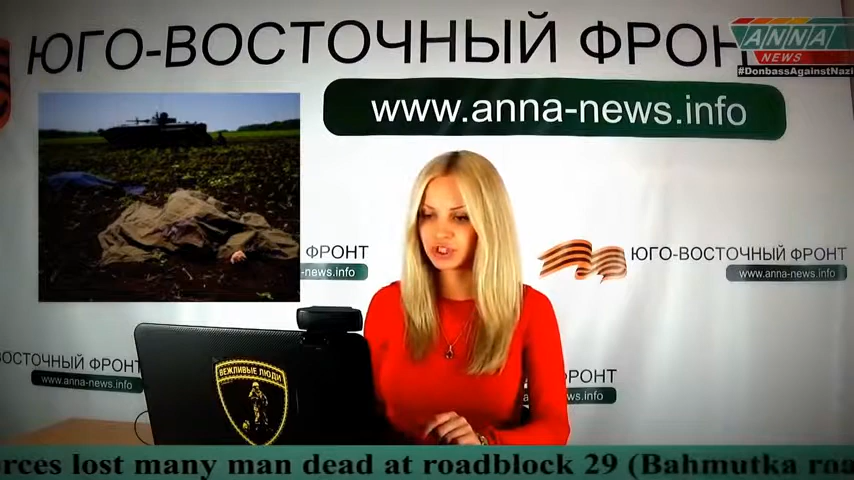 ЮГО-ВОСТОЧНЫЙ ФРОНТ
ANNA
NEWS
#DonbassAgainstNazi
www.anna-news.info
ФРОНТ
-news.info
ЮГО-ВОСТОЧНЫЙ ФРОНТ
www.anna-news.info
ВОСТОЧНЫЙ ФРОНТ
www.anna-news.info
ВЕЖЛИВЫЕ ЛЮДИ
ФРОНТ
.info
orces lost many man dead at roadblock 29 (Bahmutka roa